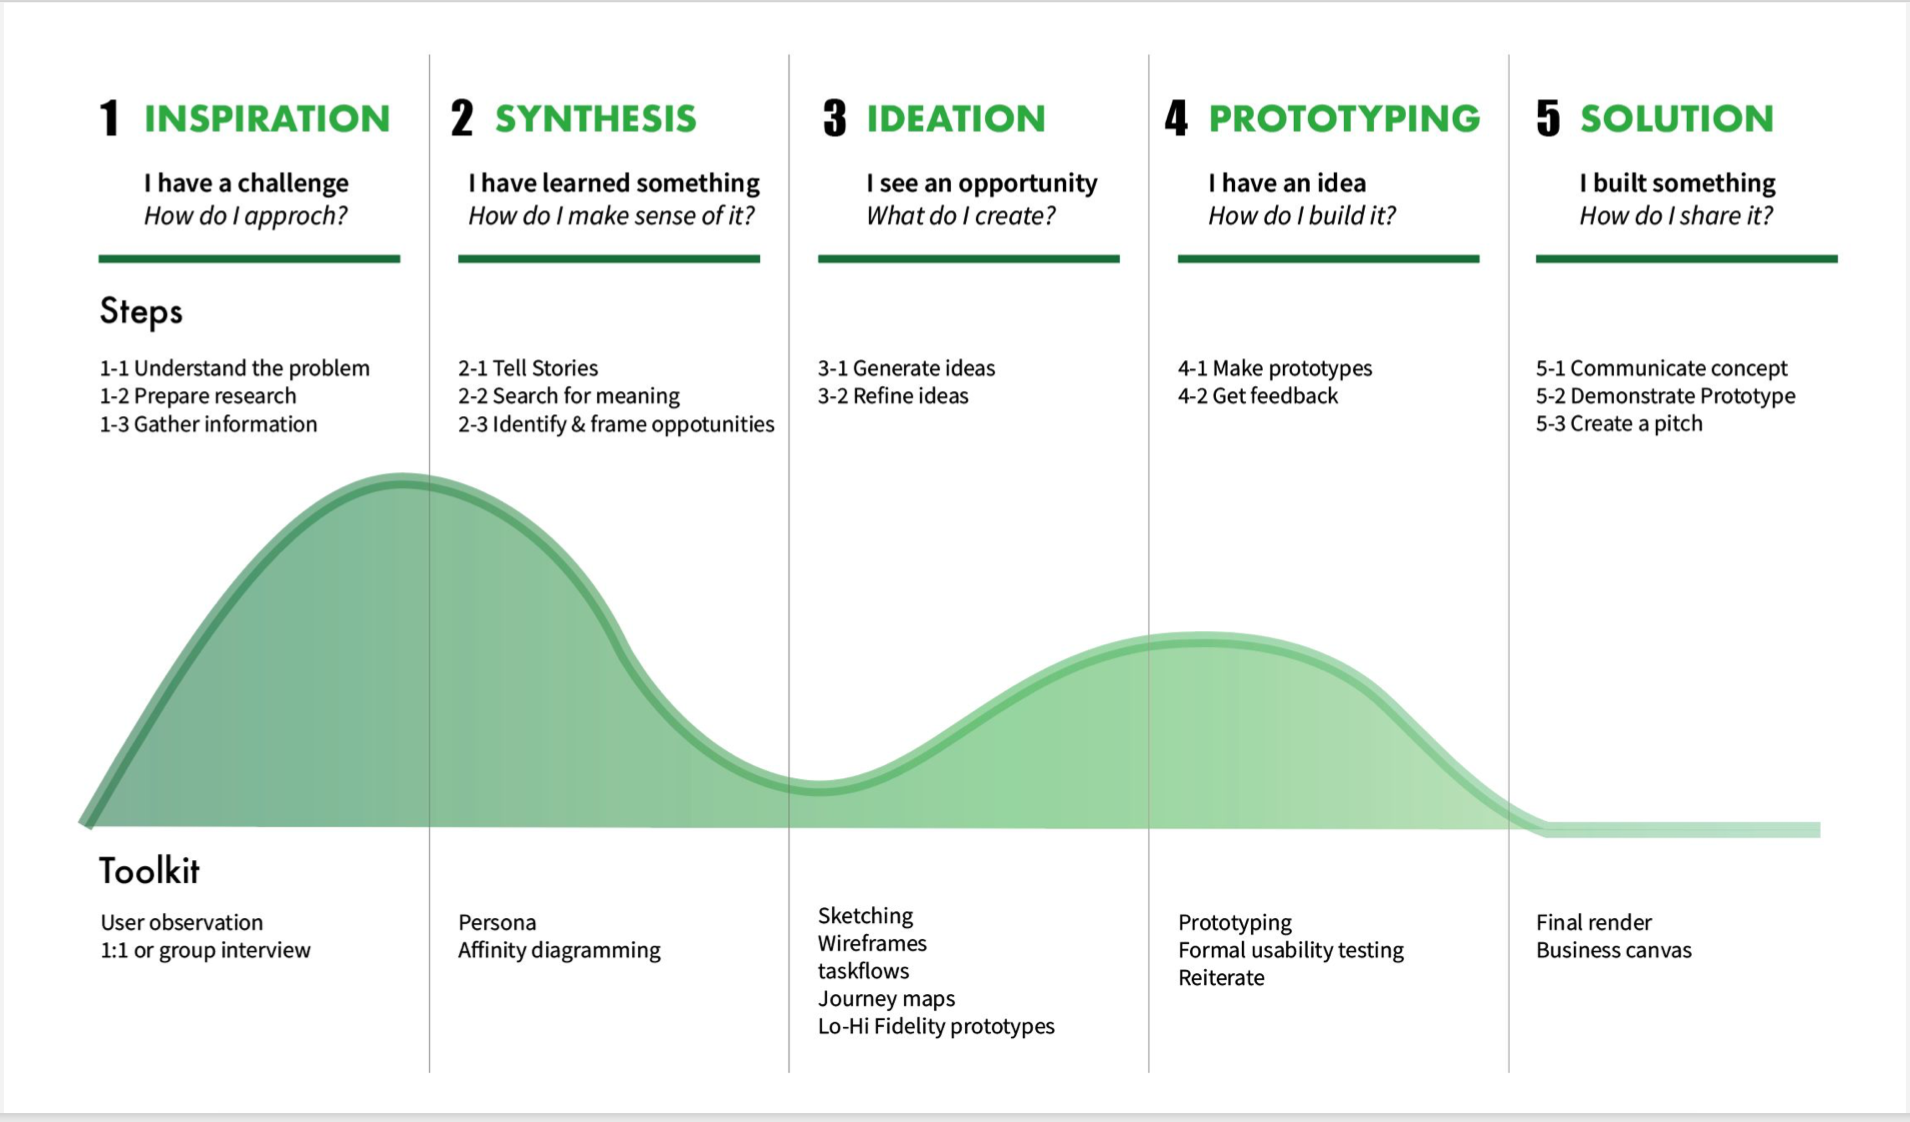 1 INSPIRATION
I have a challenge
How do I approch?
2 SYNTHESIS
I have learned something
How do I make sense of it?
3 IDEATION
I see an opportunity
What do I create?
4 PROTOTYPING
I have an idea
How do I build it?
5 SOLUTION
I built something
How do I share it?
Steps
1-1 Understand the problem
1-2 Prepare research
1-3 Gather information
2-1 Tell Stories
2-2 Search for meaning
2-3 Identify & frame oppotunities
3-1 Generate ideas
3-2 Refine ideas
4-1 Make prototypes
4-2 Get feedback
5-1 Communicate concept
5-2 Demonstrate Prototype
5-3 Create a pitch
Toolkit
User observation
1:1 or group interview
Persona
Affinity diagramming
Sketching
Wireframes
taskflows
Journey maps
Lo-Hi Fidelity prototypes
Prototyping
Formal usability testing
Reiterate
Final render
Business canvas